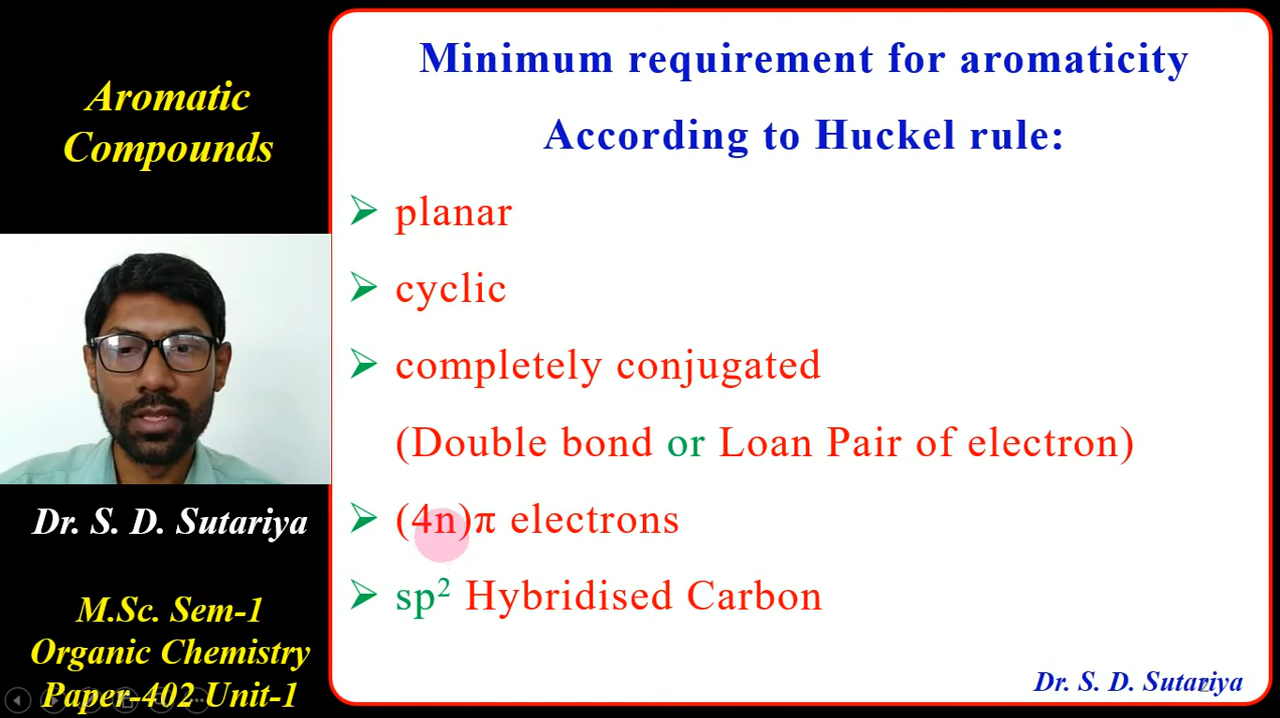 Aromatic
Compounds
Dr. S. D. Sutariya
M.Sc. Sem-1
Organic Chemistry
Paper-402 Unit-1
Minimum requirement for aromaticity
According to Huckel rule:
planar
cyclic
completely conjugated
(Double bond or Loan Pair of electron)
(4n)π electrons
sp² Hybridised Carbon
Dr. S. D. Sutariya